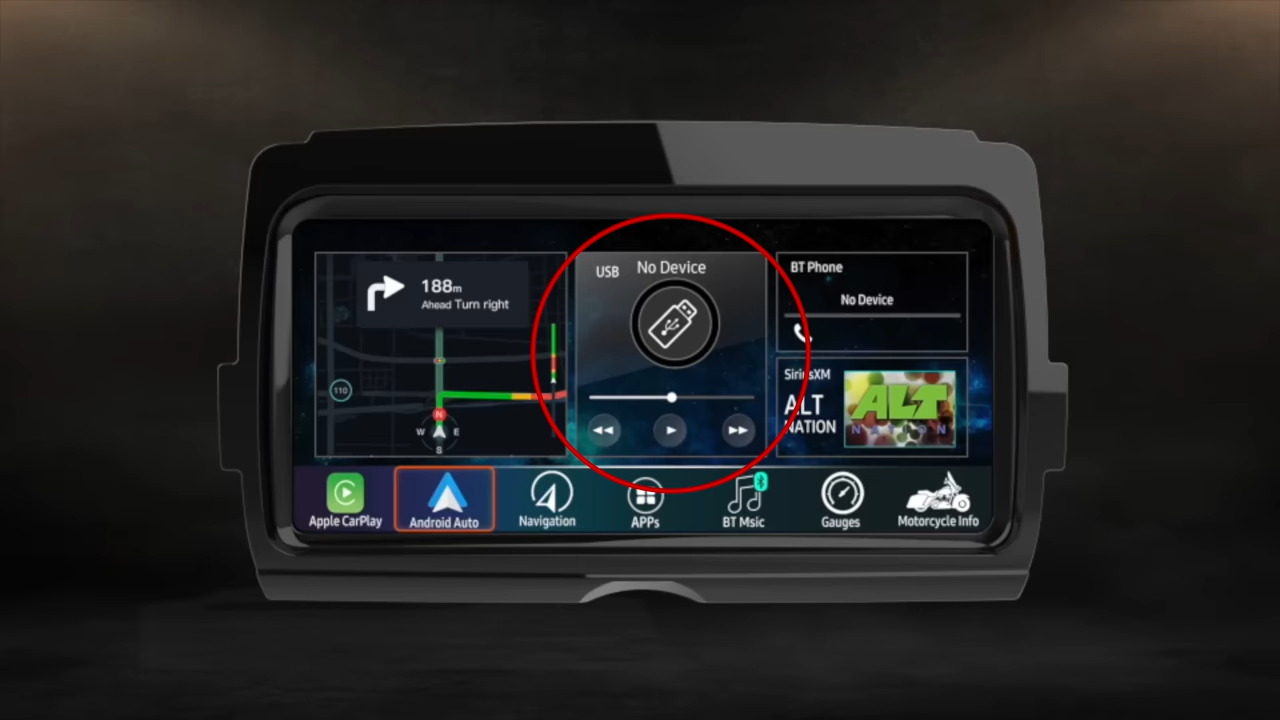 188m
Ahead Turn right
110
N
W
E
S
USB
No Device
BT Phone
No Device
SiriusXM
ALT
NATION
ALT
NATION
Apple CarPlay
Android Auto
Navigation
APPs
BT Msic
Gauges
Motorcycle Info